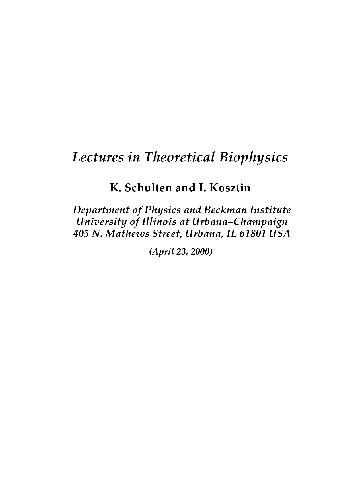 Lectures in Theoretical Biophysics
K. Schulten and I. Kosztin
Department of Physics and Beckman Institute
University of Illinois at Urbana–Champaign
405 N. Mathews Street, Urbana, IL 61801 USA
(April 23, 2000)